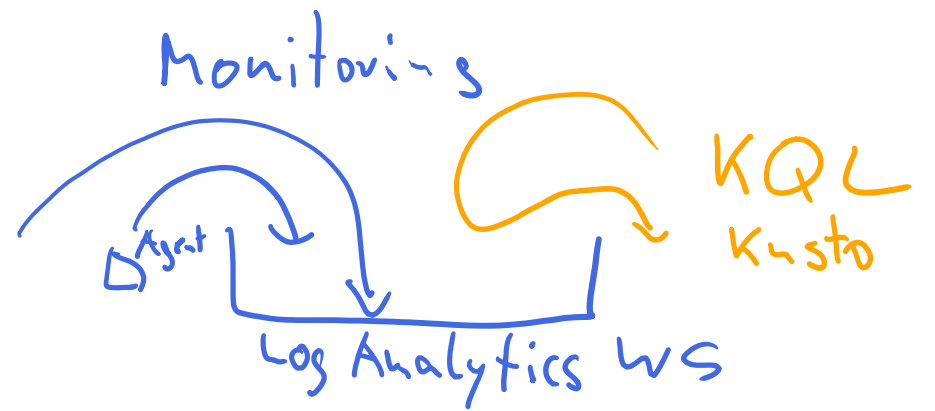 Monitoring
KQL
Kusto
Agent
Log Analytics WS